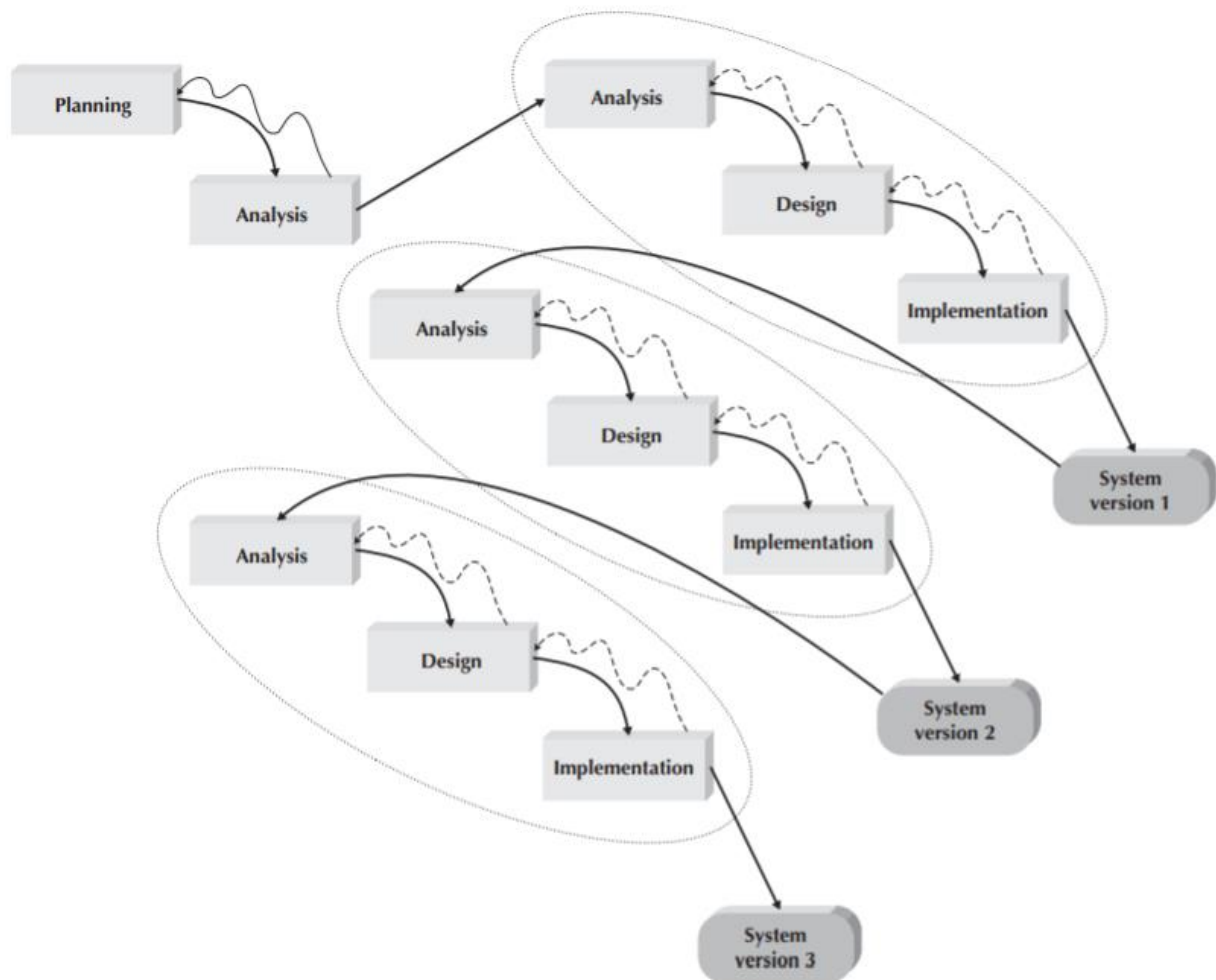 Planning
Analysis
Analysis
Design
Implementation
System
version 1
Analysis
Design
Implementation
System
version 2
Analysis
Design
Implementation
System
version 3